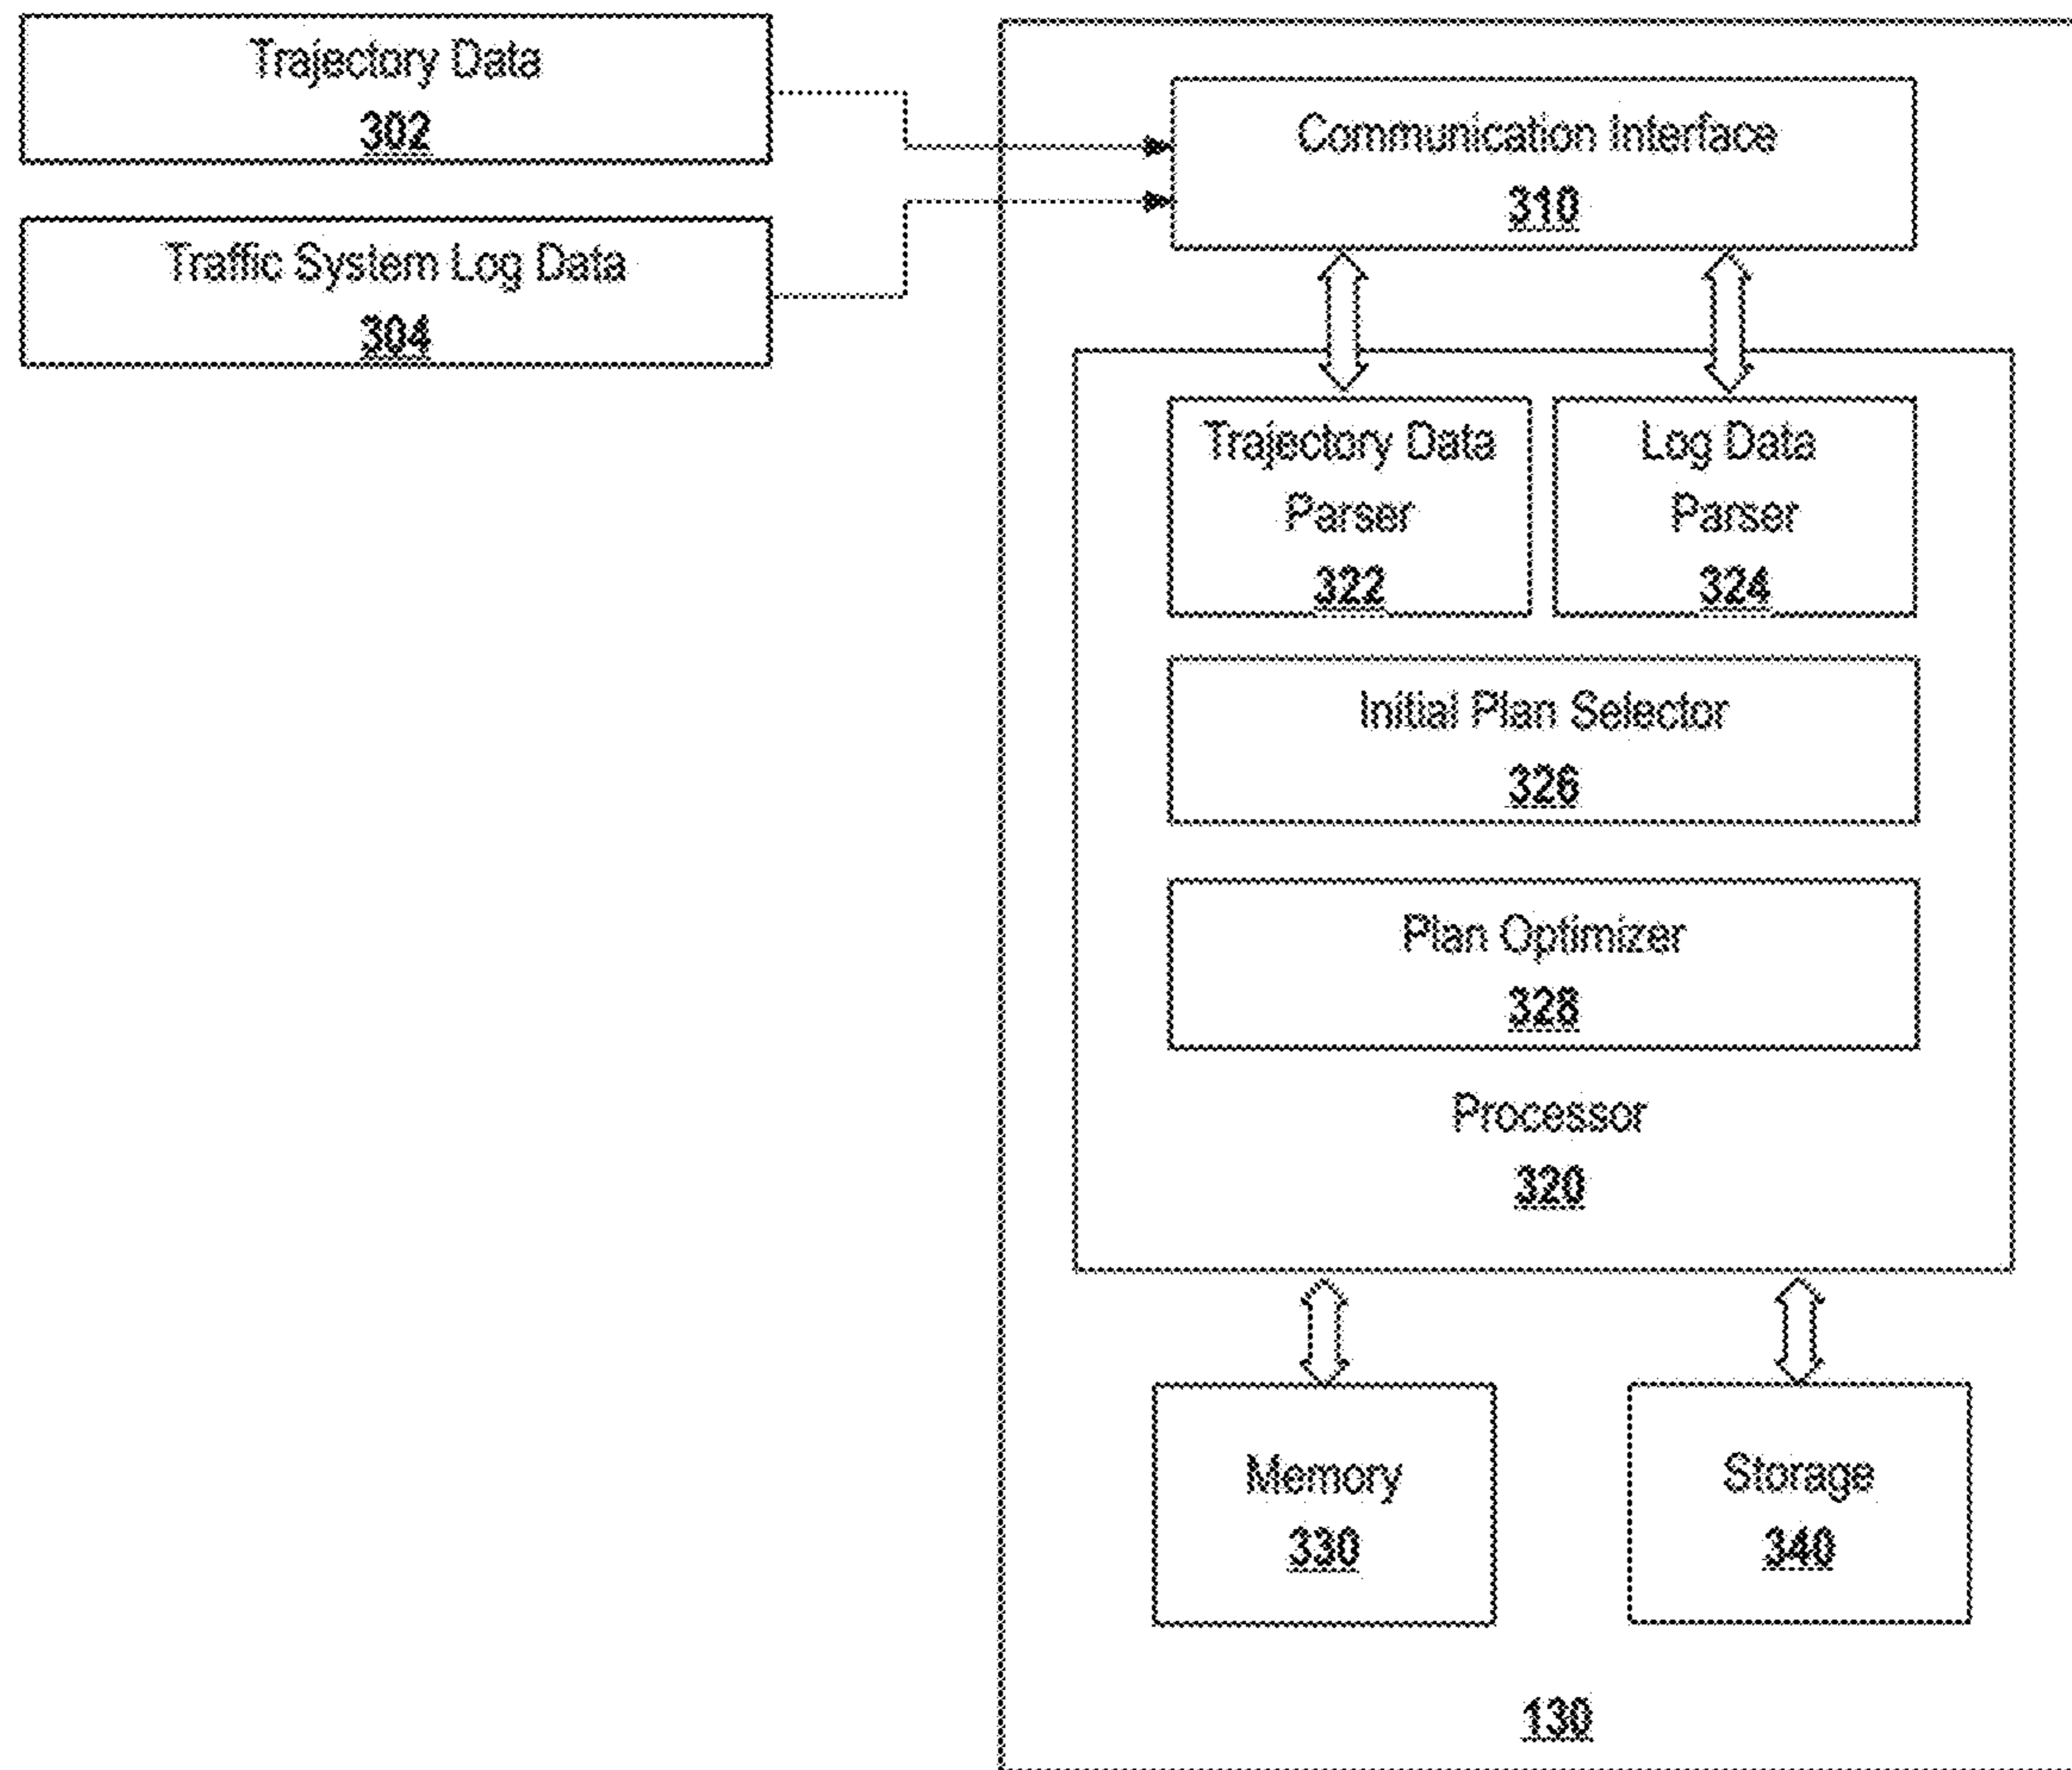 Trajectory Data
302
Traffic System Log Data
304
Communication Interface
310
Trajectory Data
Parser
322
Log Data
Parser
324
Initial Plan Selector
326
Plan Optimizer
328
Processor
320
Memory
330
Storage
340
130